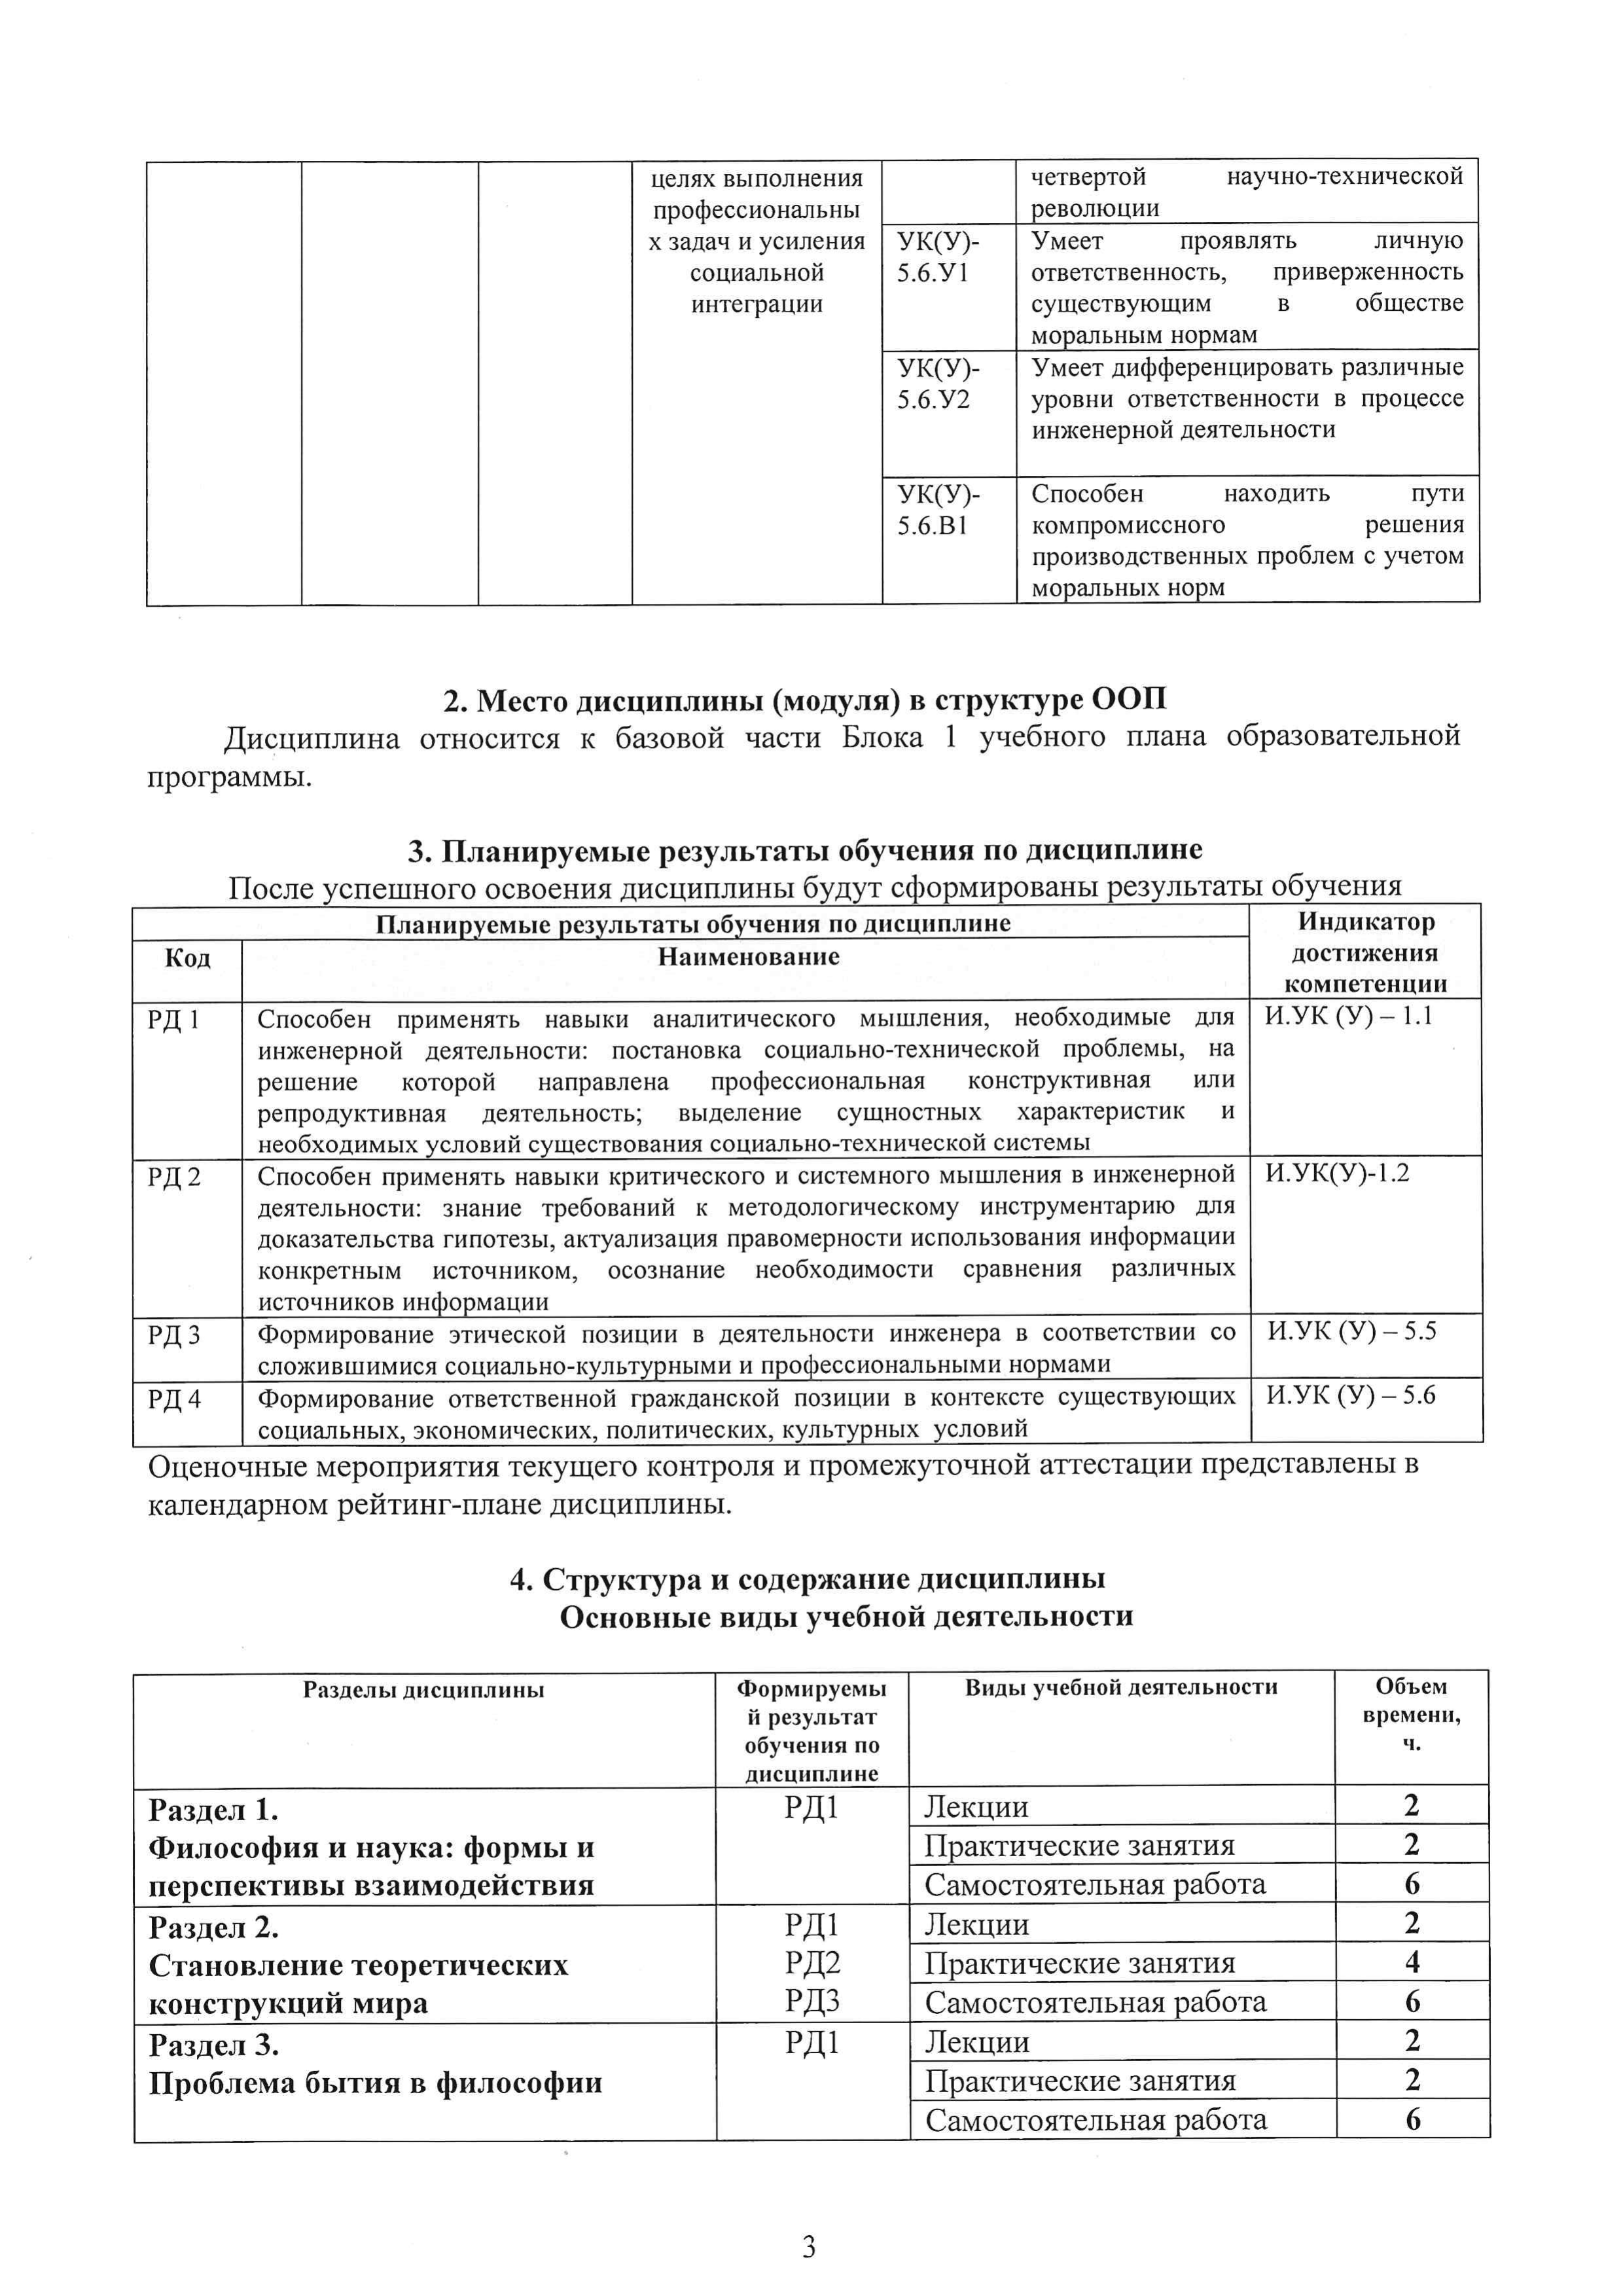 целях выполнения
профессиональны
х задач и усиления
социальной
интеграции
четвертой научно-технической
революции
УК(У)-
5.6.У1
Умеет проявлять личную
ответственность, приверженность
существующим в обществе
моральным нормам
УК(У)-
5.6.У2
Умеет дифференцировать различные
уровни ответственности в процессе
инженерной деятельности
УК(У)-
5.6.В1
Способен находить пути
компромиссного решения
производственных проблем с учетом
моральных норм
2. Место дисциплины (модуля) в структуре ООП
Дисциплина относится к базовой части Блока 1 учебного плана образовательной
программы.
3. Планируемые результаты обучения по дисциплине
После успешного освоения дисциплины будут сформированы результаты обучения
Планируемые результаты обучения по дисциплине
Индикатор
достижения
компетенции
Код
Наименование
РД 1
Способен применять навыки аналитического мышления, необходимые для
инженерной деятельности: постановка социально-технической проблемы, на
решение которой направлена профессиональная конструктивная или
репродуктивная деятельность; выделение сущностных характеристик и
необходимых условий существования социально-технической системы
И.УК (У) – 1.1
РД 2
Способен применять навыки критического и системного мышления в инженерной
деятельности: знание требований к методологическому инструментарию для
доказательства гипотезы, актуализация правомерности использования информации
конкретным источником, осознание необходимости сравнения различных
источников информации
И.УК(У)-1.2
РД 3
Формирование этической позиции в деятельности инженера в соответствии со
сложившимися социально-культурными и профессиональными нормами
И.УК (У) – 5.5
РД 4
Формирование ответственной гражданской позиции в контексте существующих
социальных, экономических, политических, культурных условий
И.УК (У) – 5.6
Оценочные мероприятия текущего контроля и промежуточной аттестации представлены в
календарном рейтинг-плане дисциплины.
4. Структура и содержание дисциплины
Основные виды учебной деятельности
Разделы дисциплины
Формируемы
й результат
обучения по
дисциплине
Виды учебной деятельности
Объем
времени,
ч.
Раздел 1.
Философия и наука: формы и
перспективы взаимодействия
РД1
Лекции 2
Практические занятия 2
Самостоятельная работа 6
Раздел 2.
Становление теоретических
конструкций мира
РД1
РД2
РД3
Лекции 2
Практические занятия 4
Самостоятельная работа 6
Раздел 3.
Проблема бытия в философии
РД1
Лекции 2
Практические занятия 2
Самостоятельная работа 6
3